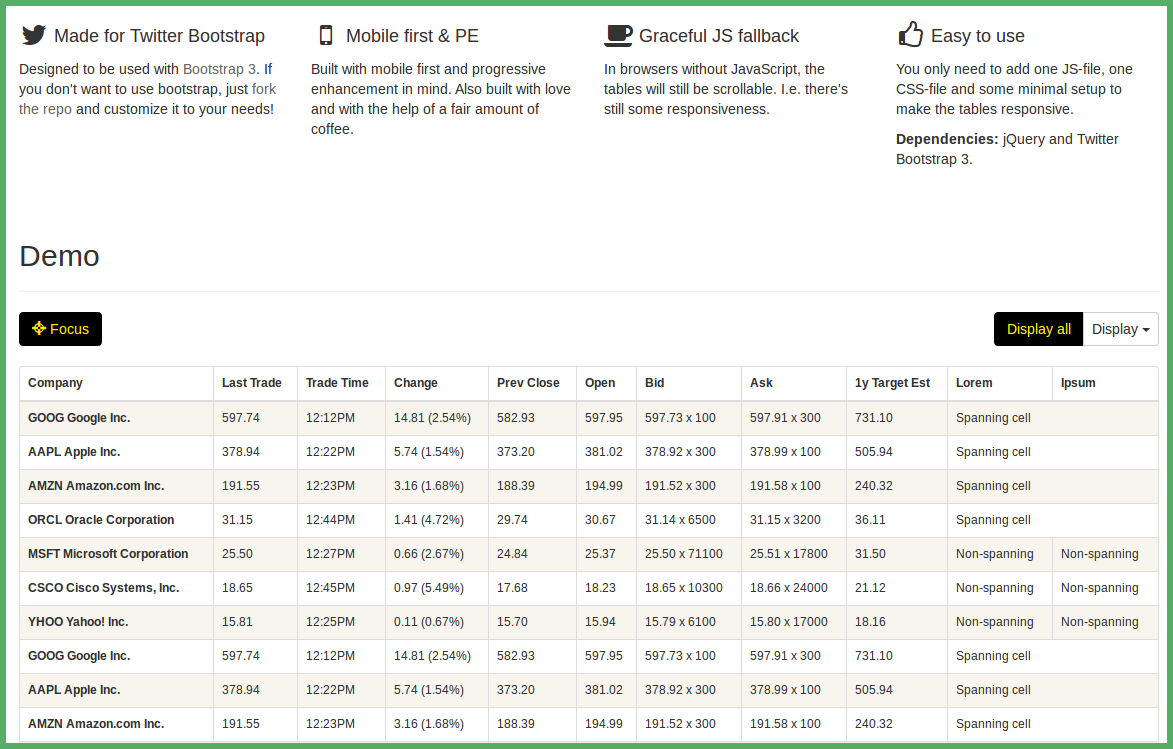 Made for Twitter Bootstrap
Designed to be used with Bootstrap 3. If
you don't want to use bootstrap, just fork
the repo and customize it to your needs!
Mobile first & PE
Built with mobile first and progressive
enhancement in mind. Also built with love
and with the help of a fair amount of
coffee.
Graceful JS fallback
In browsers without JavaScript, the
tables will still be scrollable. I.e. there's
still some responsiveness.
Easy to use
You only need to add one JS-file, one
CSS-file and some minimal setup to
make the tables responsive.
Dependencies: jQuery and Twitter
Bootstrap 3.
Demo
Focus
Display all Display
Company Last Trade Trade Time Change Prev Close Open Bid Ask 1y Target Est Lorem Ipsum
GOOG Google Inc. 597.74 12:12PM 14.81 (2.54%) 582.93 597.95 597.73 x 100 597.91 x 300 731.10 Spanning cell
AAPL Apple Inc. 378.94 12:22PM 5.74 (1.54%) 373.20 381.02 378.92 x 300 378.99 x 100 505.94 Spanning cell
AMZN Amazon.com Inc. 191.55 12:23PM 3.16 (1.68%) 188.39 194.99 191.52 x 300 191.58 x 100 240.32 Spanning cell
ORCL Oracle Corporation 31.15 12:44PM 1.41 (4.72%) 29.74 30.67 31.14 x 6500 31.15 x 3200 36.11 Spanning cell
MSFT Microsoft Corporation 25.50 12:27PM 0.66 (2.67%) 24.84 25.37 25.50 x 71100 25.51 x 17800 31.50 Non-spanning Non-spanning
CSCO Cisco Systems, Inc. 18.65 12:45PM 0.97 (5.49%) 17.68 18.23 18.65 x 10300 18.66 x 24000 21.12 Non-spanning Non-spanning
YHOO Yahoo! Inc. 15.81 12:25PM 0.11 (0.67%) 15.70 15.94 15.79 x 6100 15.80 x 17000 18.16 Non-spanning Non-spanning
GOOG Google Inc. 597.74 12:12PM 14.81 (2.54%) 582.93 597.95 597.73 x 100 597.91 x 300 731.10 Spanning cell
AAPL Apple Inc. 378.94 12:22PM 5.74 (1.54%) 373.20 381.02 378.92 x 300 378.99 x 100 505.94 Spanning cell
AMZN Amazon.com Inc. 191.55 12:23PM 3.16 (1.68%) 188.39 194.99 191.52 x 300 191.58 x 100 240.32 Spanning cell